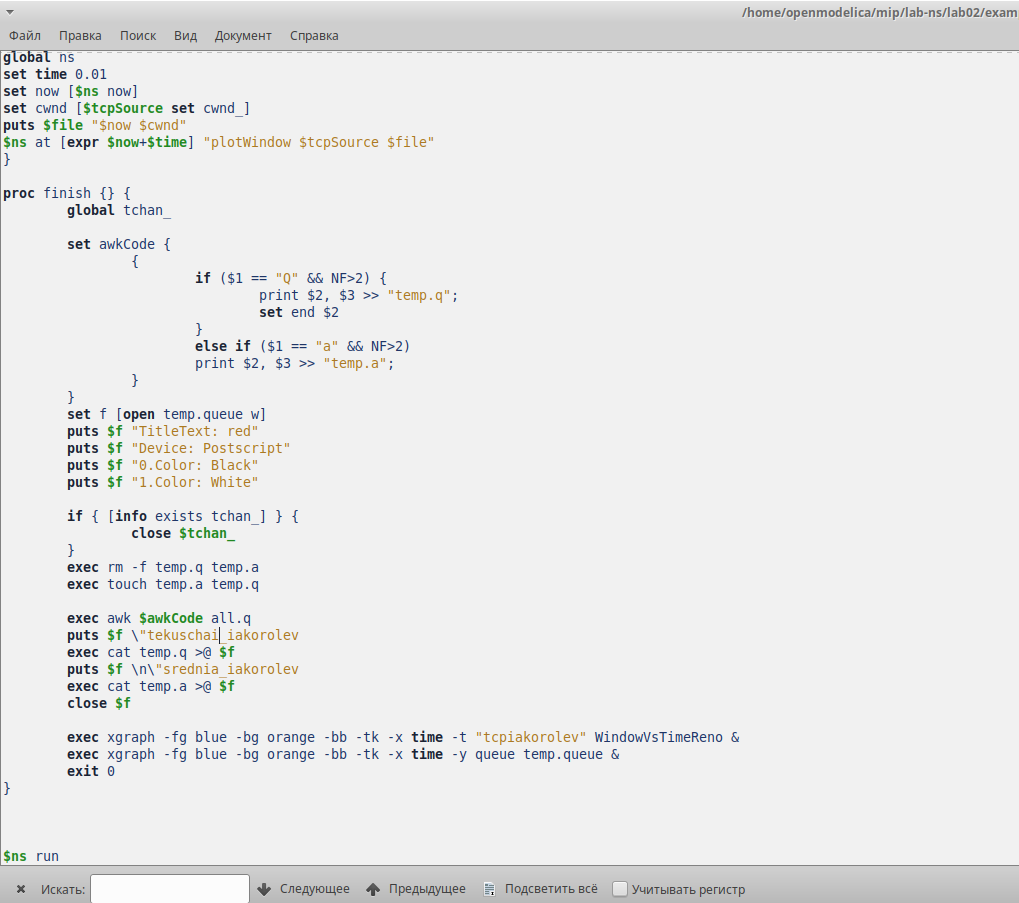 /home/openmodelica/mip/lab-ns/lab02/exam
Файл Правка Поиск Вид Документ Справка
global ns
set time 0.01
set now [$ns now]
set cwnd [$tcpSource set cwnd_]
puts $file "$now $cwnd"
$ns at [expr $now+$time] "plotWindow $tcpSource $file"
}
proc finish {} {
global tchan_
set awkCode {
{
if ($1 == "Q" && NF>2) {
print $2, $3 >> "temp.q";
set end $2
}
else if ($1 == "a" && NF>2)
print $2, $3 >> "temp.a";
}
}
set f [open temp.queue w]
puts $f "TitleText: red"
puts $f "Device: Postscript"
puts $f "0.Color: Black"
puts $f "1.Color: White"
if { [info exists tchan_] } {
close $tchan_
}
exec rm -f temp.q temp.a
exec touch temp.a temp.q
exec awk $awkCode all.q
puts $f \"tekuschai_iakorolev
exec cat temp.q >@ $f
puts $f \n\"srednia_iakorolev
exec cat temp.a >@ $f
close $f
exec xgraph -fg blue -bg orange -bb -tk -x time -t "tcpiakorolev" WindowVsTimeReno &
exec xgraph -fg blue -bg orange -bb -tk -x time -y queue temp.queue &
exit 0
}
$ns run
Искать: Следующее Предыдущее Подсветить всё Учитывать регистр